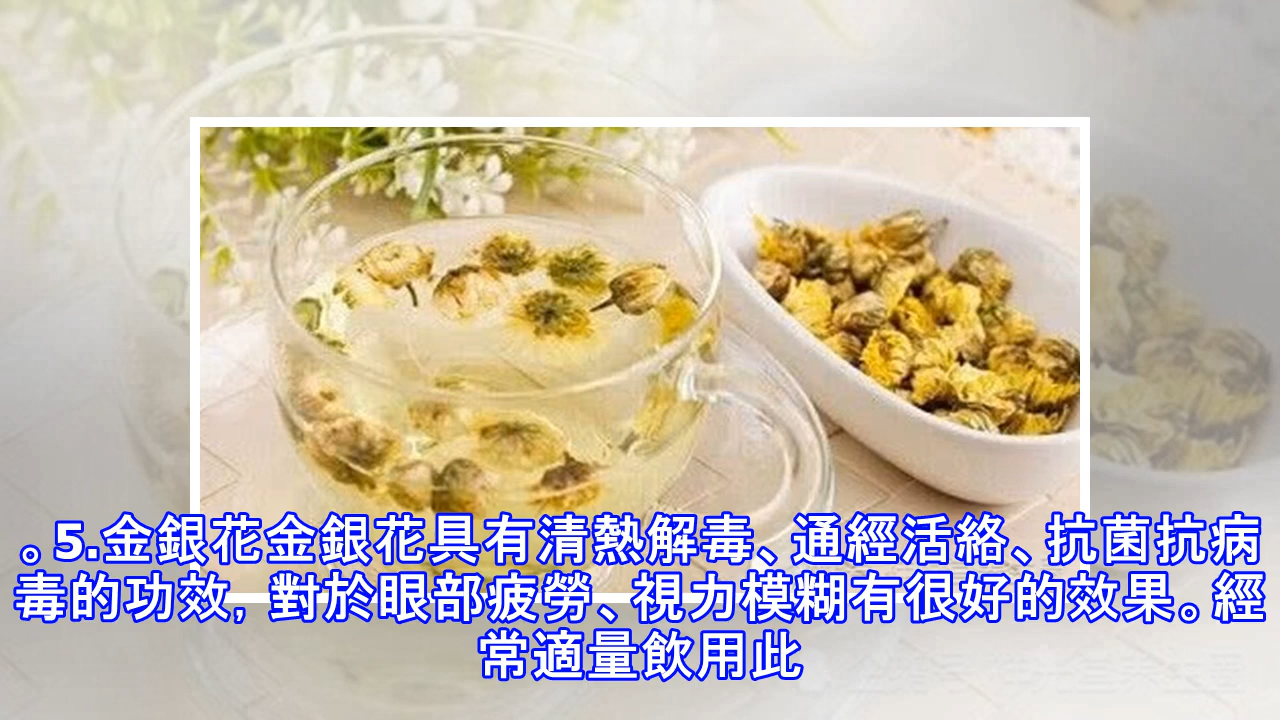 。5.金銀花金銀花具有清熱解毒、通經活絡、抗菌抗病
毒的功效, 對於眼部疲勞、視力模糊有很好的效果。經
常適量飲用此